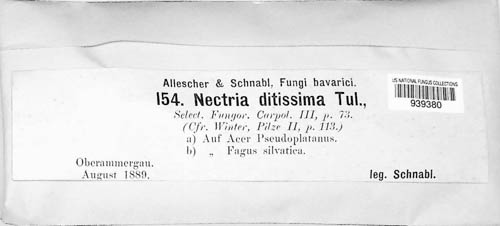 Allescher & Schnabl, Fungi bavarici.
154. Nectria ditissima Tul.,
Select. Fungor. Carpol. III, p. 73.
(Cfr. Winter, Pilze II, p. 113.)
a) Auf Acer Pseudoplatanus.
b) „ Fagus silvatica.
Oberammergau.
August 1889.
leg. Schnabl.
US NATIONAL FUNGUS COLLECTIONS
939380